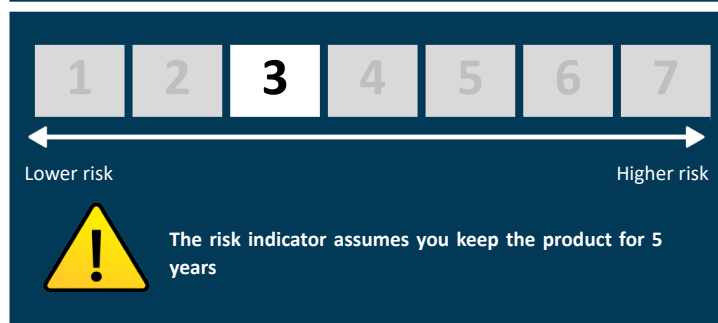 1 2 3 4 5 6 7
Lower risk Higher risk
The risk indicator assumes you keep the product for 5
years